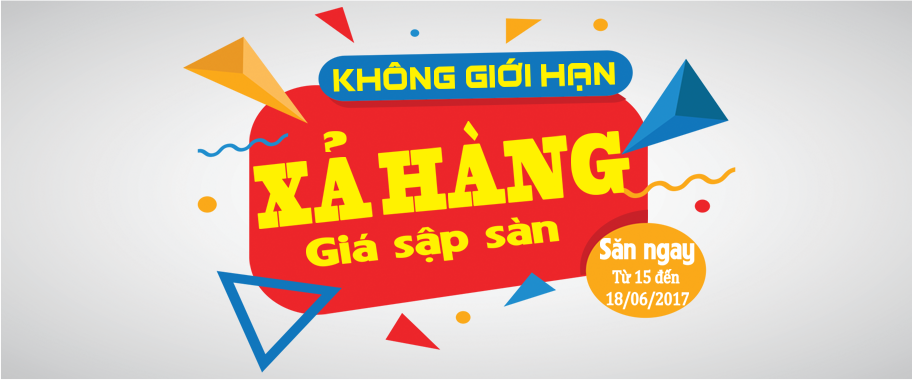 KHÔNG GIỚI HẠN
XẢ HÀNG
Giá sập sàn
Săn ngay
Từ 15 đến
18/06/2017